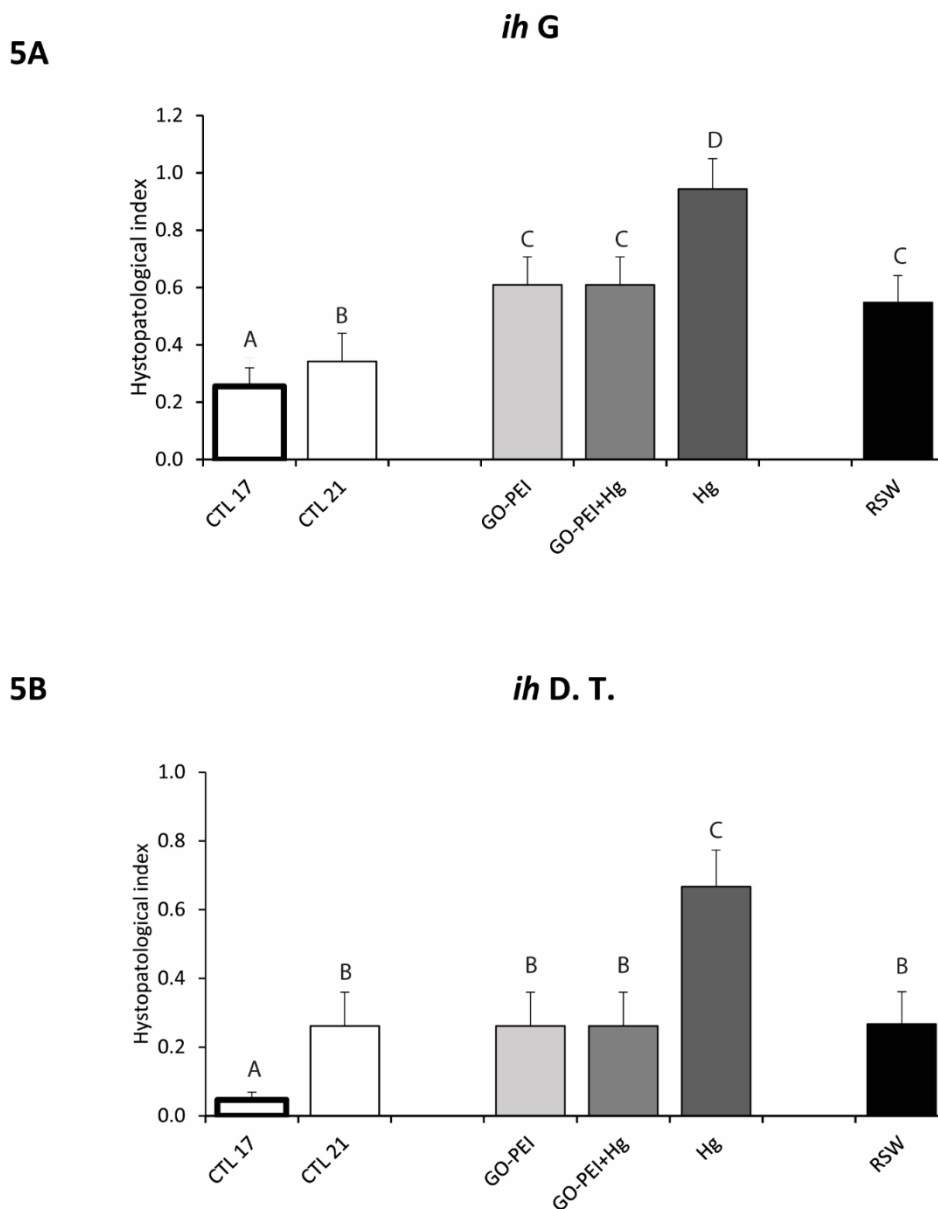 ih G
5A
Hystopatological index
1.2
1.0
0.8
0.6
0.4
0.2
0.0
A
B
C
C
D
C
CTL 17
CTL 21
GO-PEI
GO-PEI+Hg
Hg
RSW
5B
ih D. T.
Hystopatological index
1.0
0.8
0.6
0.4
0.2
0.0
A
B
B
B
C
B
CTL 17
CTL 21
GO-PEI
GO-PEI+Hg
Hg
RSW